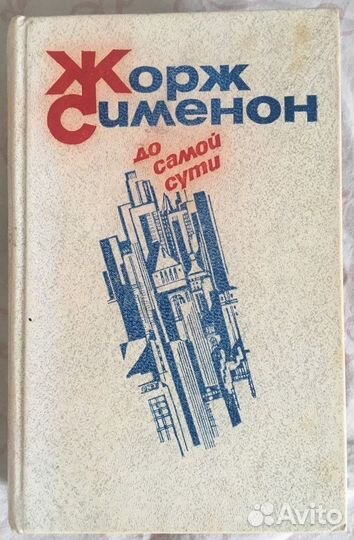 Жорж
Сименон
до
самой
сути
Avito